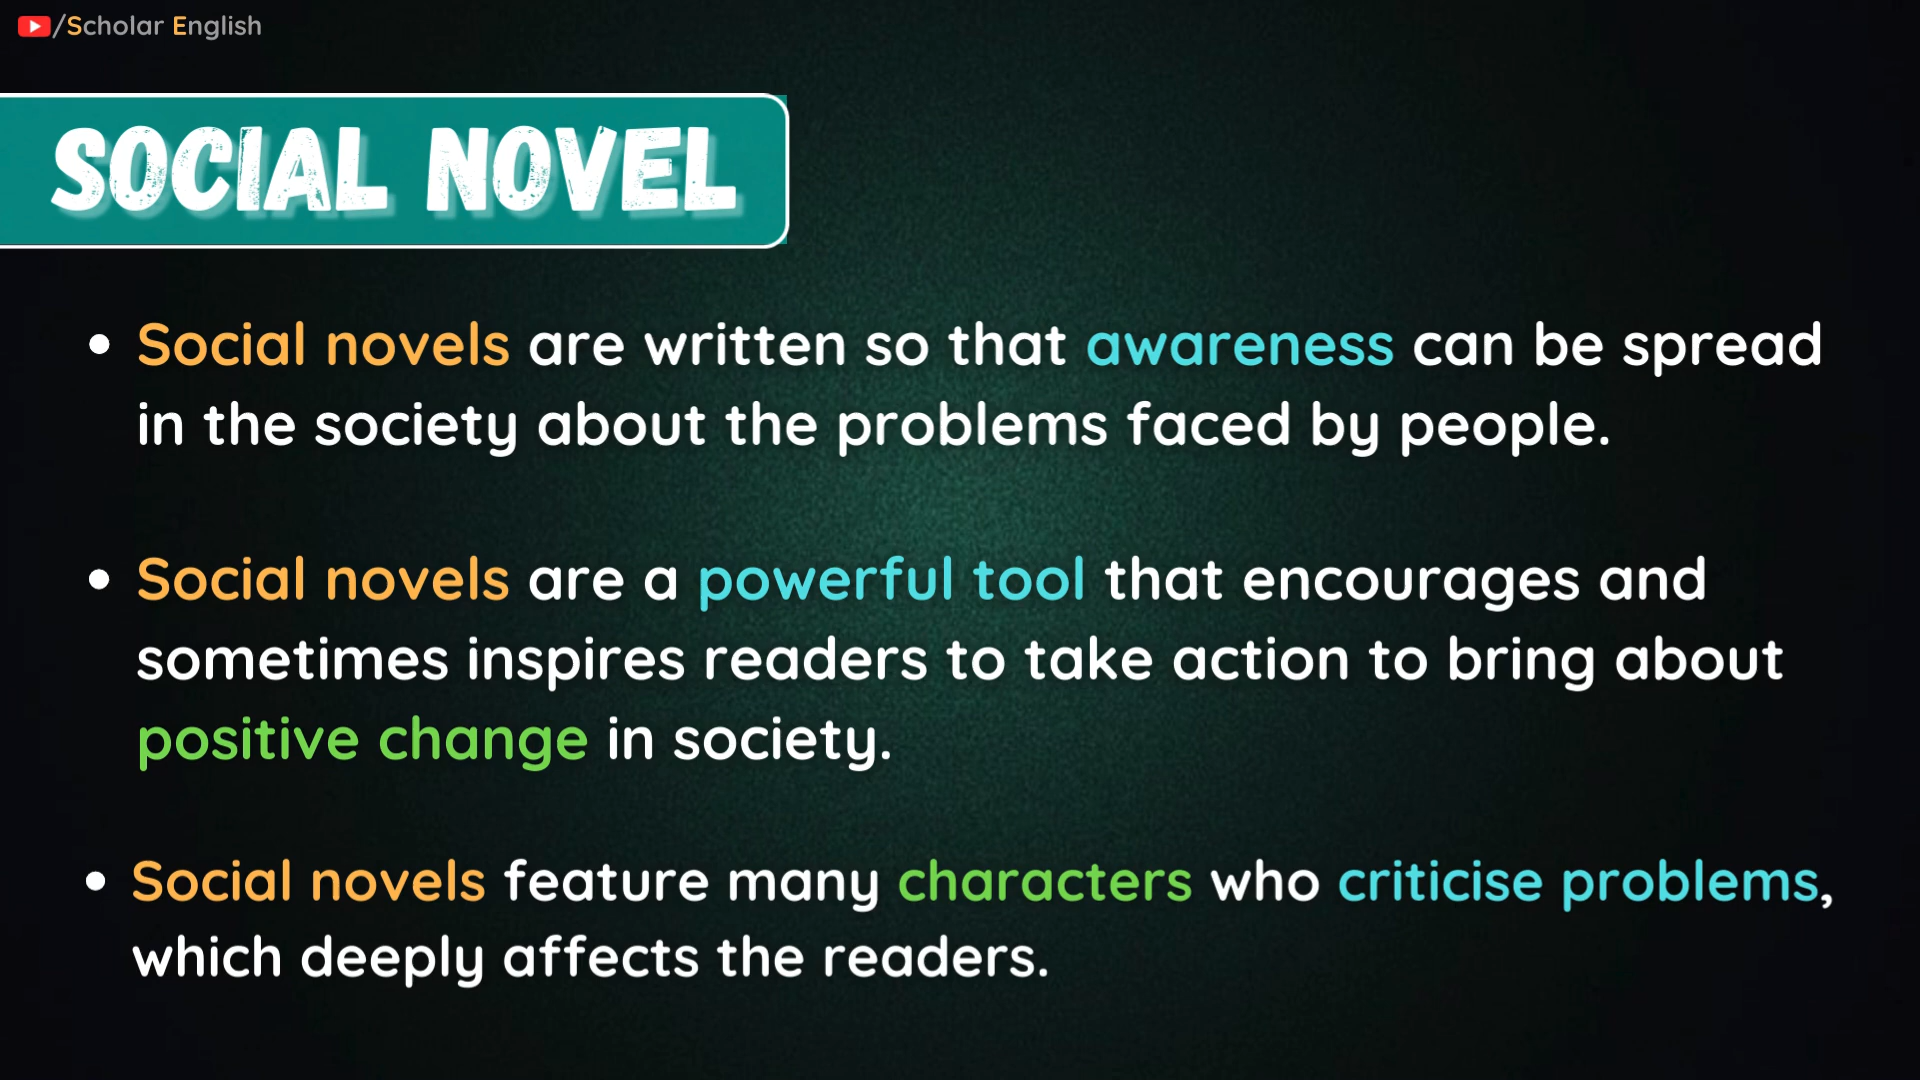 /Scholar English
SOCIAL NOVEL
• Social novels are written so that awareness can be spread
in the society about the problems faced by people.
• Social novels are a powerful tool that encourages and
sometimes inspires readers to take action to bring about
positive change in society.
• Social novels feature many characters who criticise problems,
which deeply affects the readers.